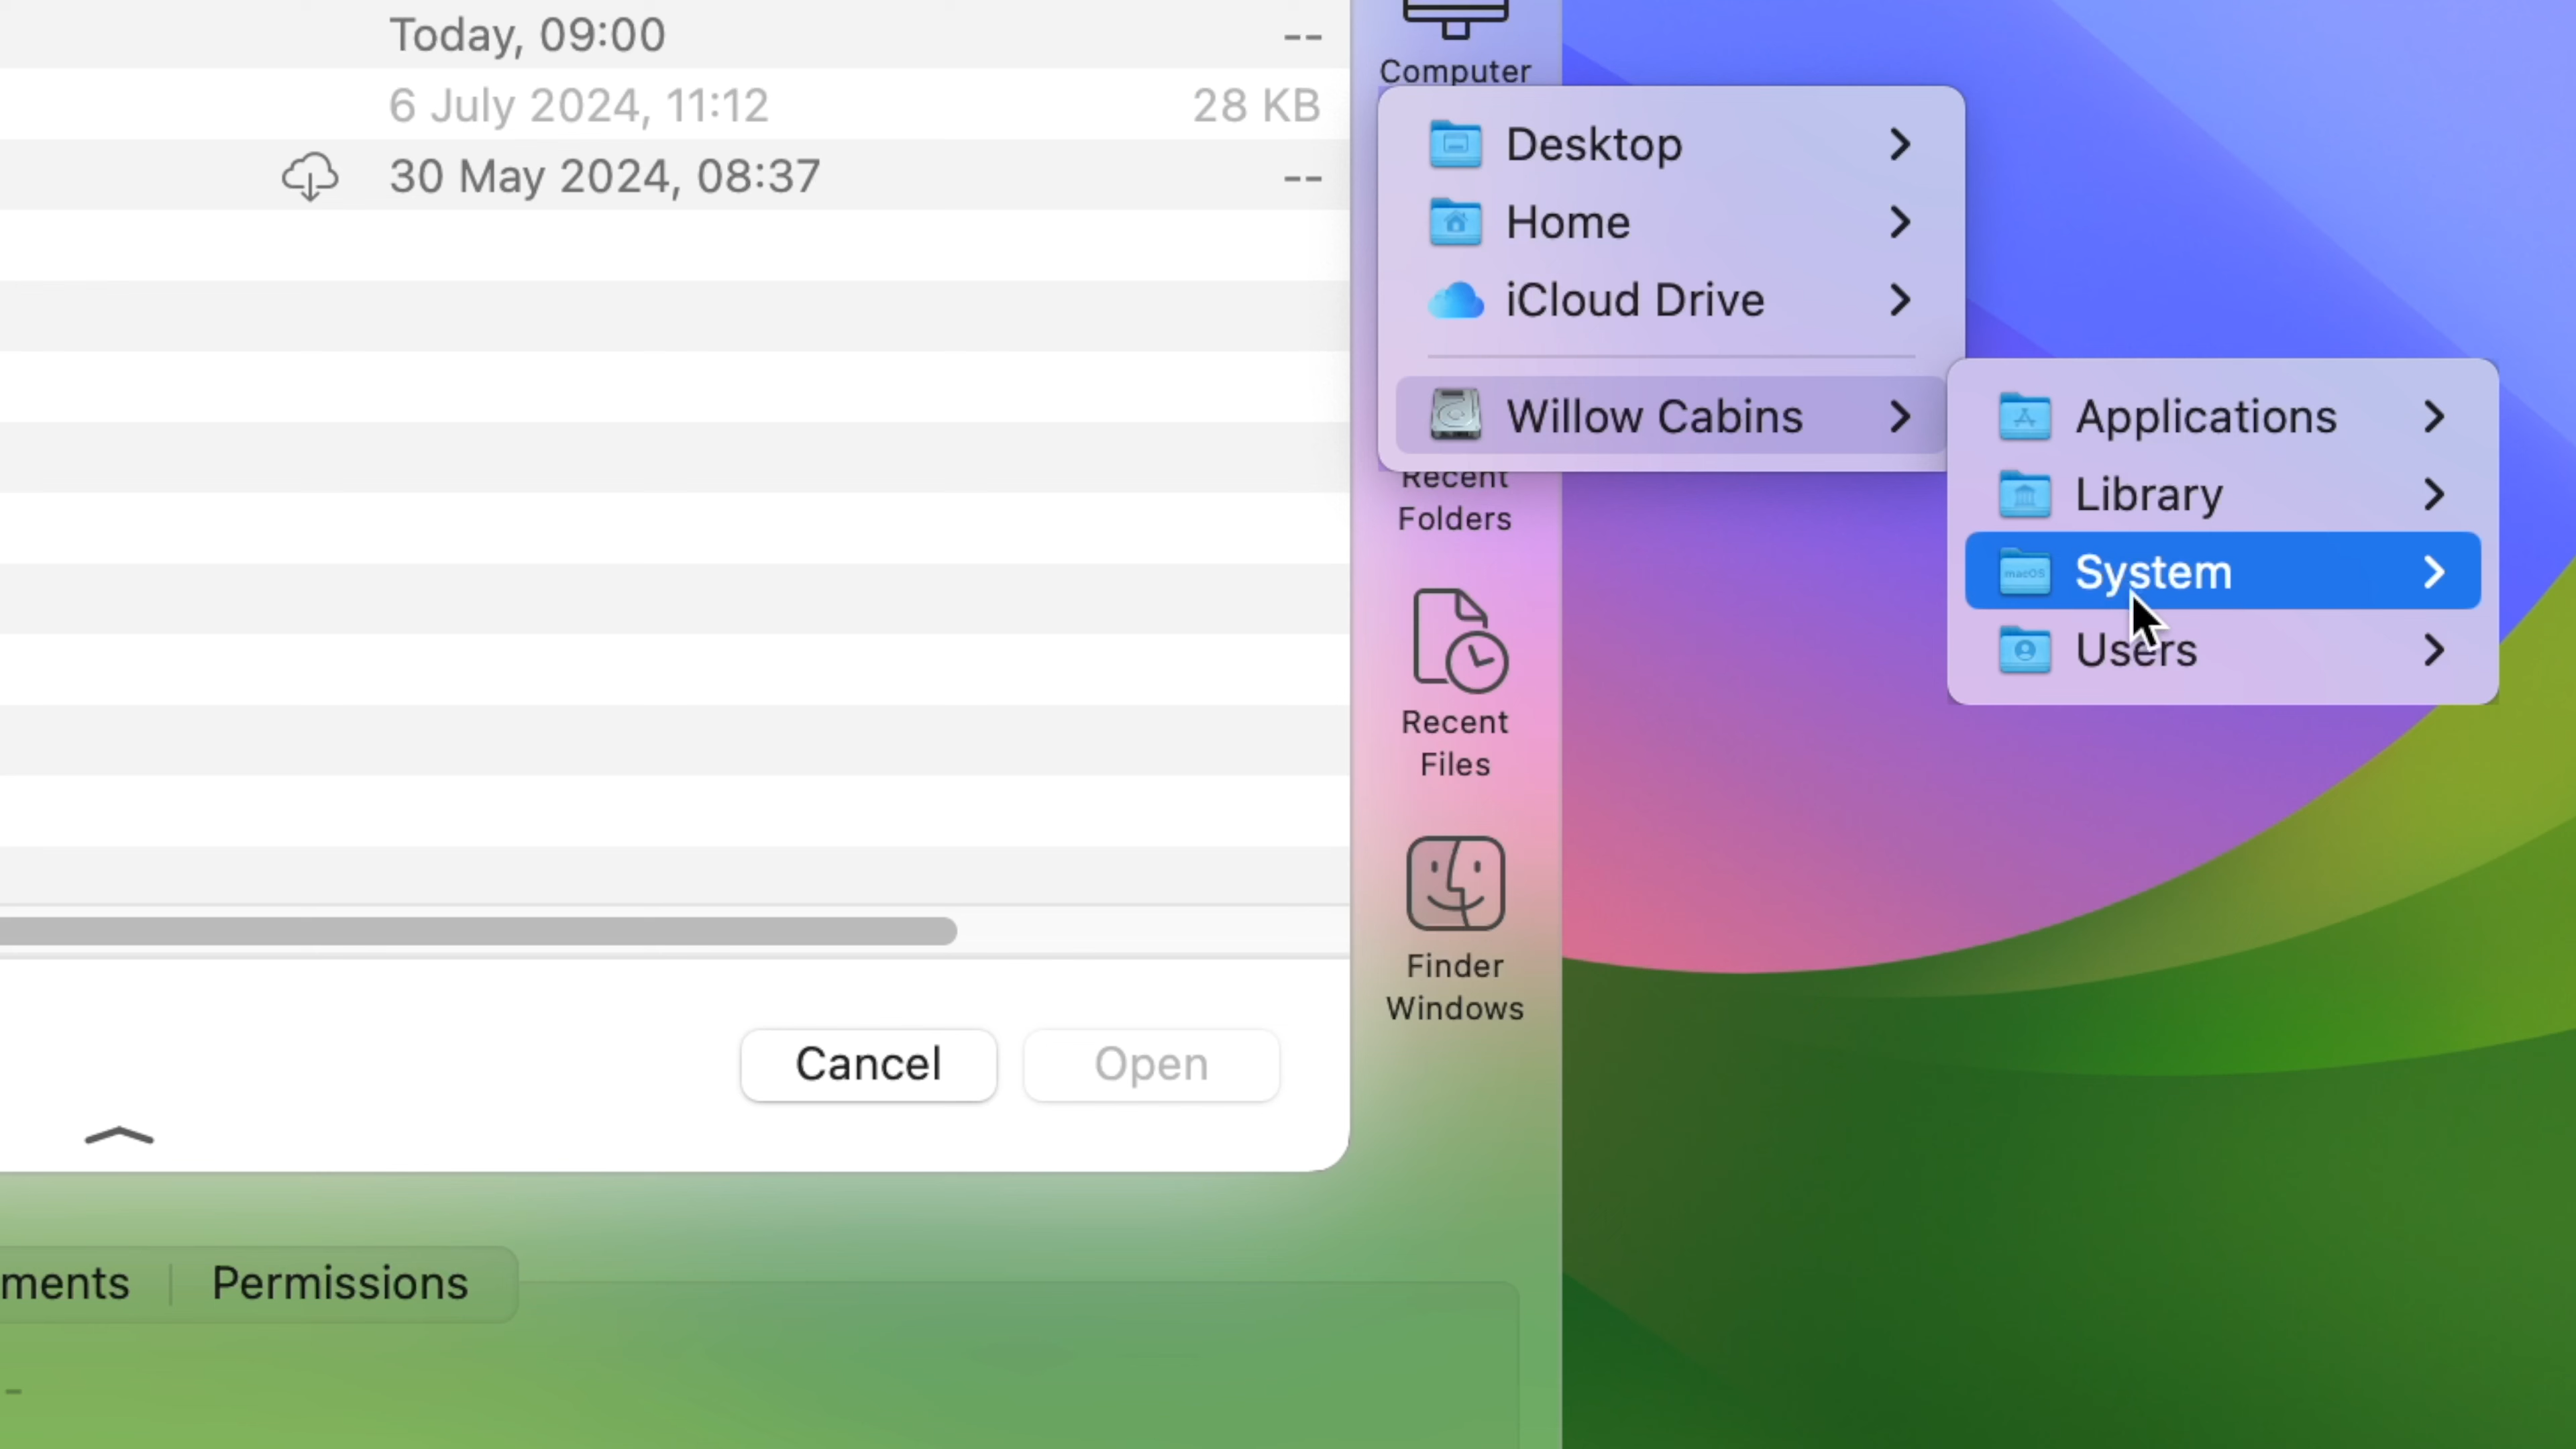 Today, 09:00 --
6 July 2024, 11:12 28 KB
30 May 2024, 08:37 --
Cancel
Open
ments
Permissions
-
Computer
Desktop
Home
iCloud Drive
Willow Cabins
Applications
Library
macOS
System
Users
Recent
Folders
Recent
Files
Finder
Windows